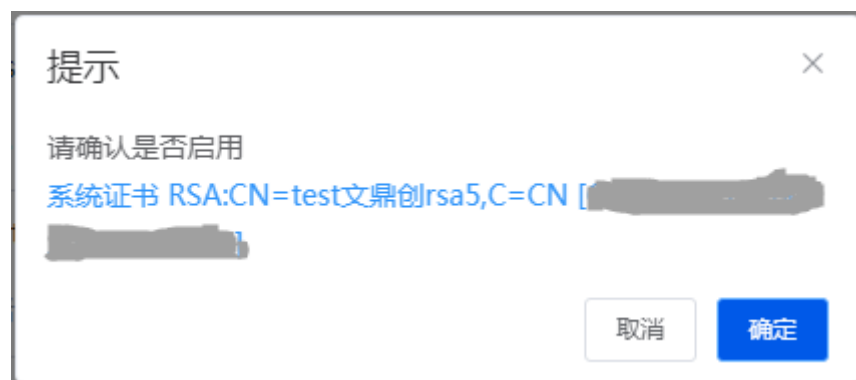 提示
请确认是否启用
系统证书 RSA:CN=test文鼎创rsa5,C=CN [
]
取消
确定